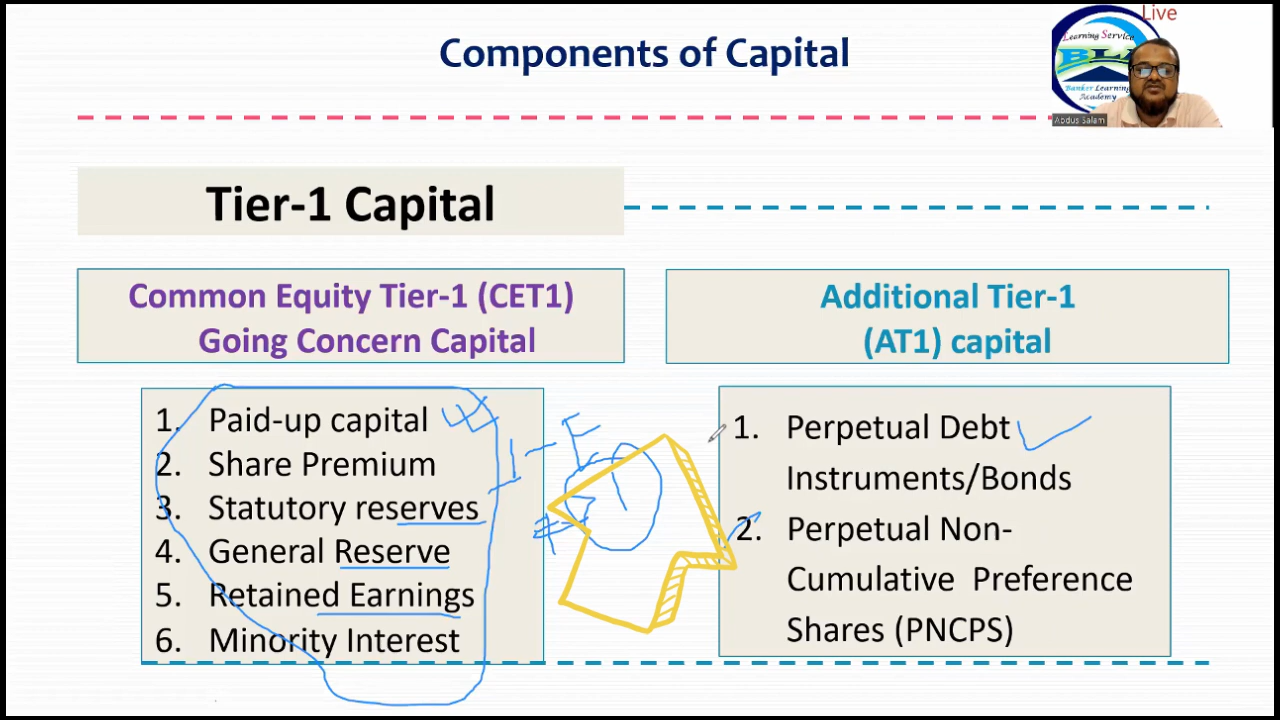 Components of Capital
Live
Learning Service
BLA
Banker Learning
Academy
Abdus Salam
Tier-1 Capital
Common Equity Tier-1 (CET1)
Going Concern Capital
Additional Tier-1
(AT1) capital
1. Paid-up capital
2. Share Premium
3. Statutory reserves
4. General Reserve
5. Retained Earnings
6. Minority Interest
1. Perpetual Debt
Instruments/Bonds
2. Perpetual Non-
Cumulative Preference
Shares (PNCPS)